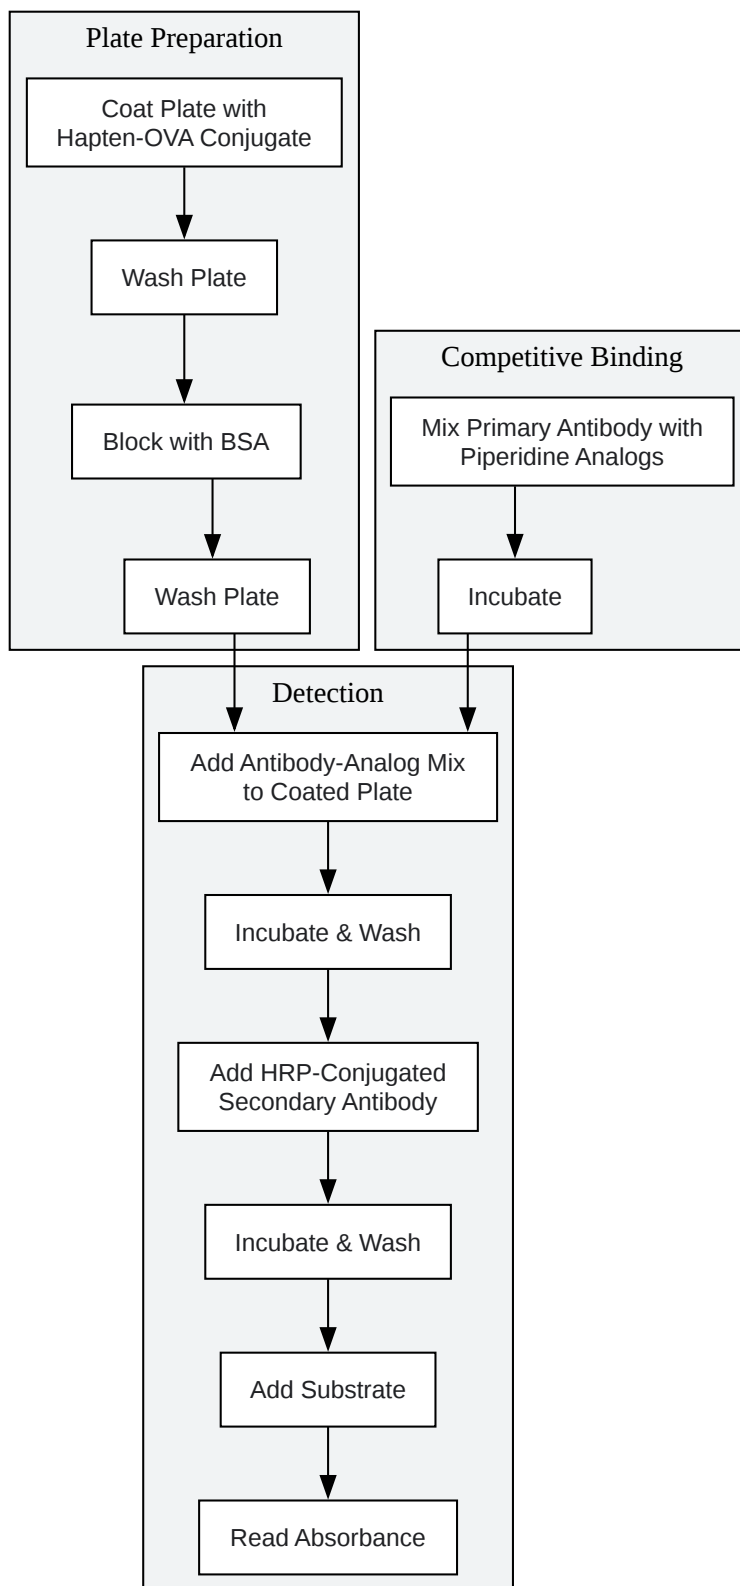 Plate Preparation
Coat Plate with
Hapten-OVA Conjugate
Wash Plate
Block with BSA
Wash Plate
Competitive Binding
Mix Primary Antibody with
Piperidine Analogs
Incubate
Detection
Add Antibody-Analog Mix
to Coated Plate
Incubate & Wash
Add HRP-Conjugated
Secondary Antibody
Incubate & Wash
Add Substrate
Read Absorbance